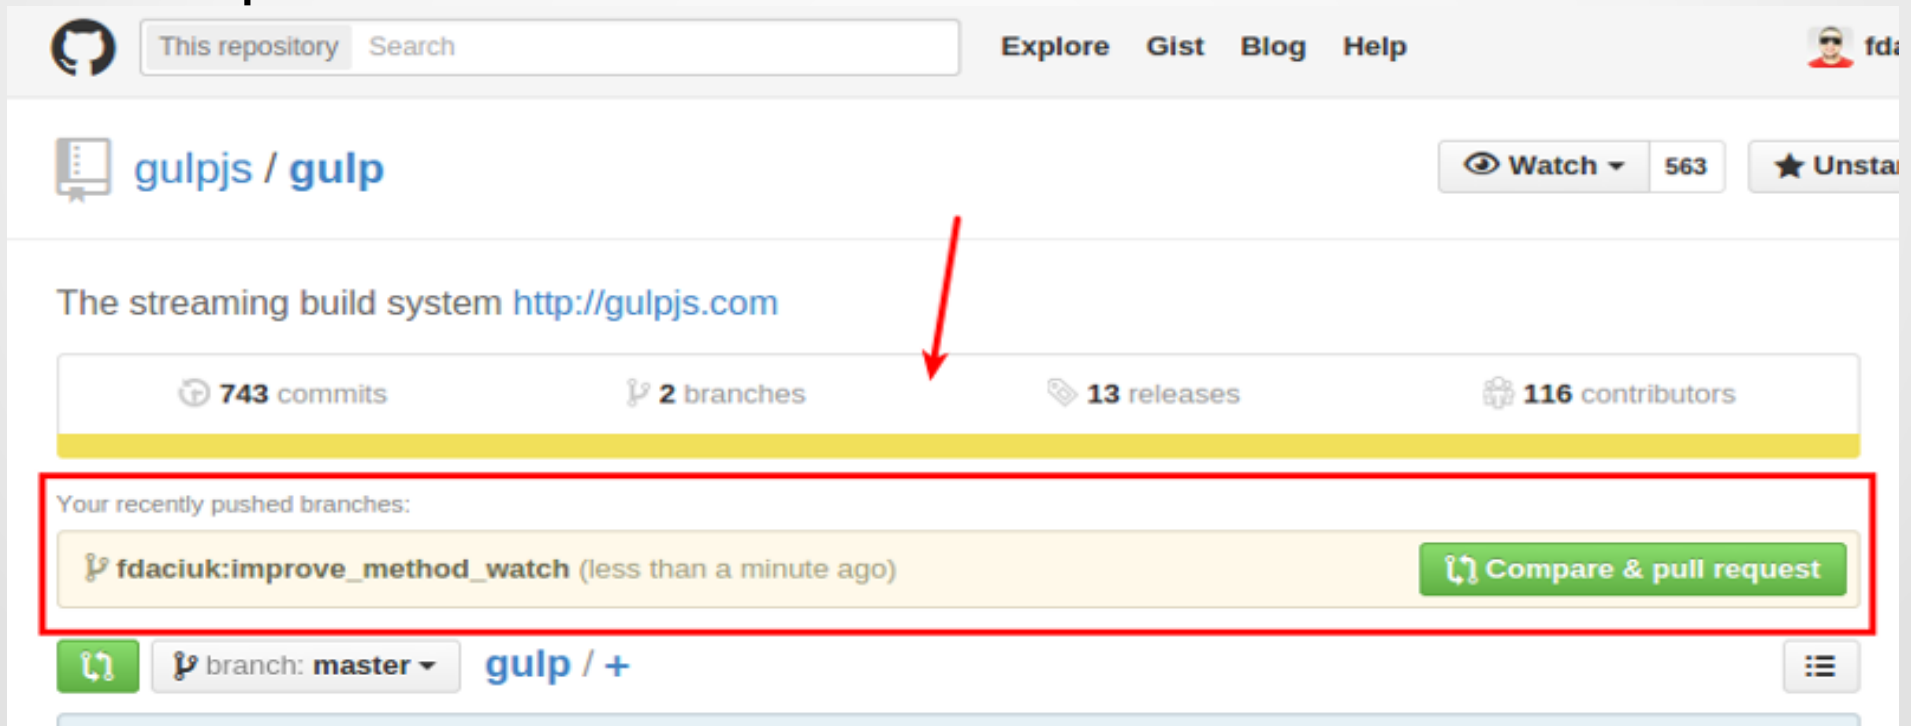 This repository Search Explore Gist Blog Help
gulpjs / gulp Watch 563
The streaming build system http://gulpjs.com
743 commits 2 branches 13 releases 116 contributors
Your recently pushed branches:
fdaciuk:improve_method_watch (less than a minute ago) Compare & pull request
branch: master gulp / +